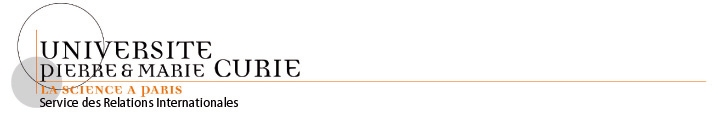 UNIVERSITE
PIERRE & MARIE CURIE
LA SCIENCE A PARIS
Service des Relations Internationales